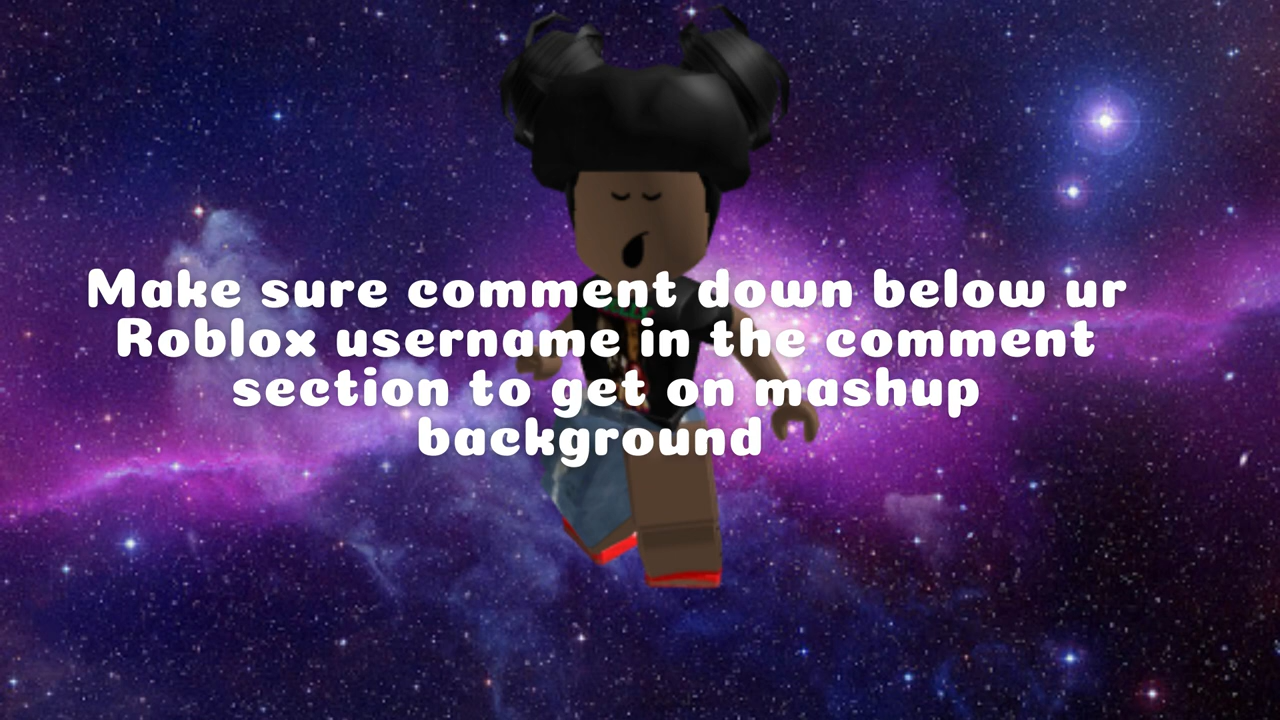 Make sure comment down below ur
Roblox username in the comment
section to get on mashup
background